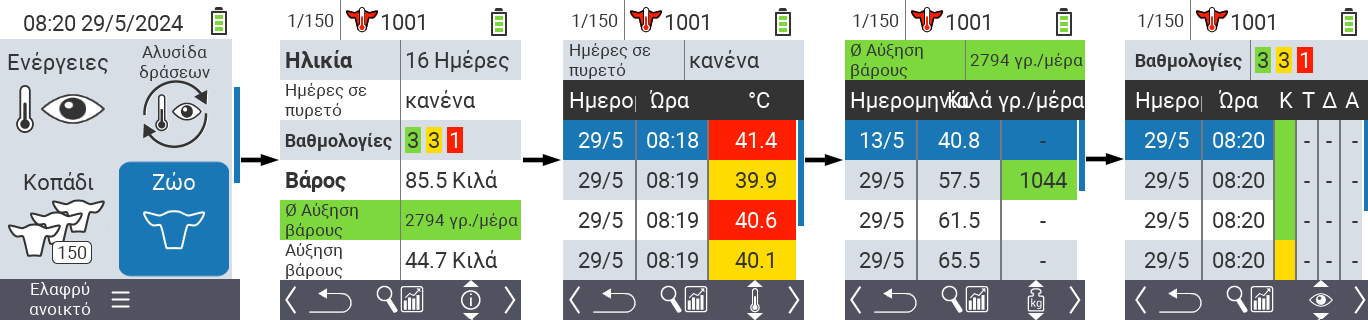 08:20 29/5/2024
Ενέργειες
Αλυσίδα
δράσεων
Κοπάδι
150
Ζώο
Ελαφρύ
ανοικτό
1/150 1001
Ηλικία 16 Ημέρες
Ημέρες σε
πυρετό κανένα
Βαθμολογίες 3 3 1
Βάρος 85.5 Κιλά
Ø Αύξηση
βάρους 2794 γρ./μέρα
Αύξηση
βάρους 44.7 Κιλά
1/150 1001
Ημέρες σε
πυρετό κανένα
Ημερο Ώρα °C
29/5 08:18 41.4
29/5 08:19 39.9
29/5 08:19 40.6
29/5 08:19 40.1
1/150 1001
Ø Αύξηση
βάρους 2794 γρ./μέρα
Ημερομηνία Κιλά γρ./μέρα
13/5 40.8 -
29/5 57.5 1044
29/5 61.5 -
29/5 65.5 -
kg
1/150 1001
Βαθμολογίες 3 3 1
Ημερο Ώρα Κ Τ Δ Α
29/5 08:20 - - -
29/5 08:20 - - -
29/5 08:20 - - -
29/5 08:20 - - -